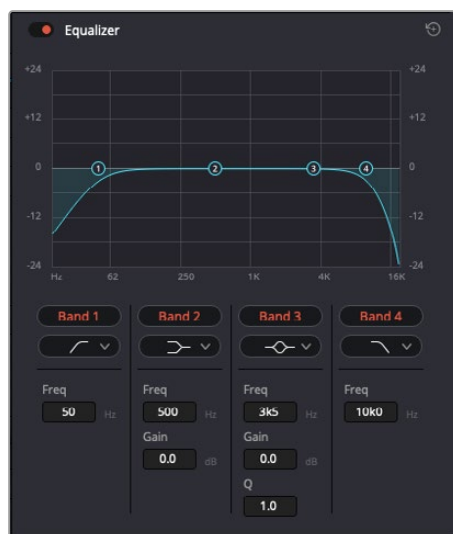 Equalizer
+24 +24
+12 +12
0 0
1 2 3 4
-12 -12
-24 -24
Hz 62 250 1K 4K 16K
Band 1 Band 2 Band 3 Band 4
Freq Freq Freq Freq
50 Hz 500 Hz 3k5 Hz 10k0 Hz
Gain Gain
0.0 dB 0.0 dB
Q
1.0